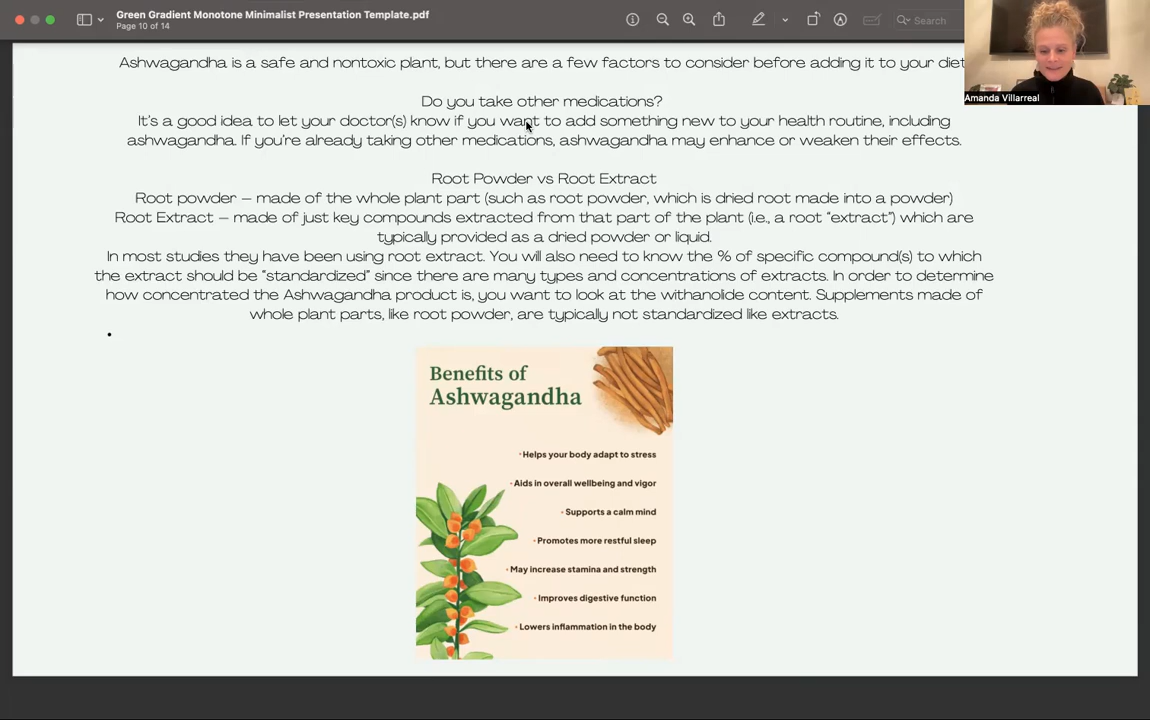 Green Gradient Monotone Minimalist Presentation Template.pdf
Page 10 of 14
Search
Amanda Villarreal
Ashwagandha is a safe and nontoxic plant, but there are a few factors to consider before adding it to your diet
Do you take other medications?
It's a good idea to let your doctor(s) know if you want to add something new to your health routine, including
ashwagandha. If you're already taking other medications, ashwagandha may enhance or weaken their effects.
Root Powder vs Root Extract
Root powder – made of the whole plant part (such as root powder, which is dried root made into a powder)
Root Extract – made of just key compounds extracted from that part of the plant (i.e., a root "extract") which are
typically provided as a dried powder or liquid.
In most studies they have been using root extract. You will also need to know the % of specific compound(s) to which
the extract should be "standardized" since there are many types and concentrations of extracts. In order to determine
how concentrated the Ashwagandha product is, you want to look at the withanolide content. Supplements made of
whole plant parts, like root powder, are typically not standardized like extracts.
•
Benefits of
Ashwagandha
· Helps your body adapt to stress
· Aids in overall wellbeing and vigor
· Supports a calm mind
· Promotes more restful sleep
· May increase stamina and strength
· Improves digestive function
· Lowers inflammation in the body